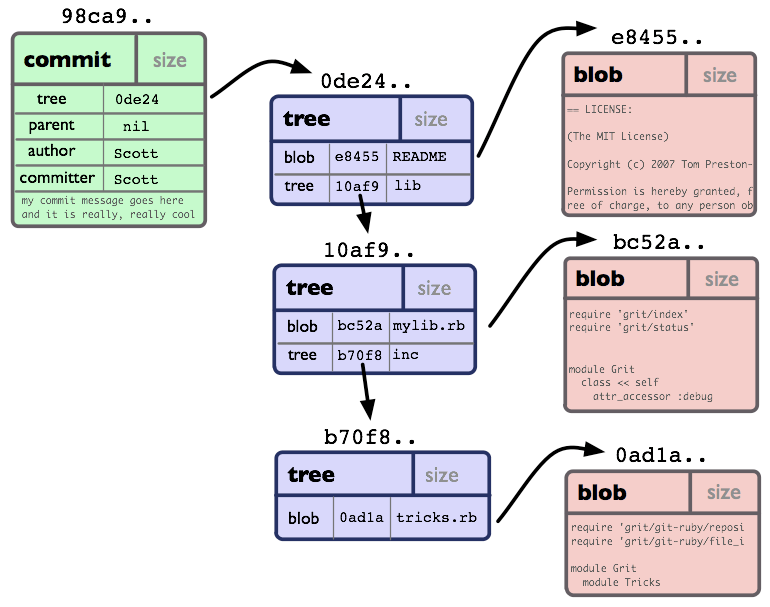 98ca9..
commit size
tree 0de24
parent nil
author Scott
committer Scott
my commit message goes here
and it is really, really cool
0de24..
tree size
blob e8455 README
tree 10af9 lib
10af9..
tree size
blob bc52a mylib.rb
tree b70f8 inc
b70f8..
tree size
blob 0ad1a tricks.rb
e8455..
blob size
== LICENSE:
(The MIT License)
Copyright (c) 2007 Tom Preston-
Permission is hereby granted, f
ree of charge, to any person ob
bc52a..
blob size
require 'grit/index'
require 'grit/status'
module Grit
class << self
attr_accessor :debug
0ad1a..
blob size
require 'grit/git-ruby/reposi
require 'grit/git-ruby/file_i
module Grit
module Tricks